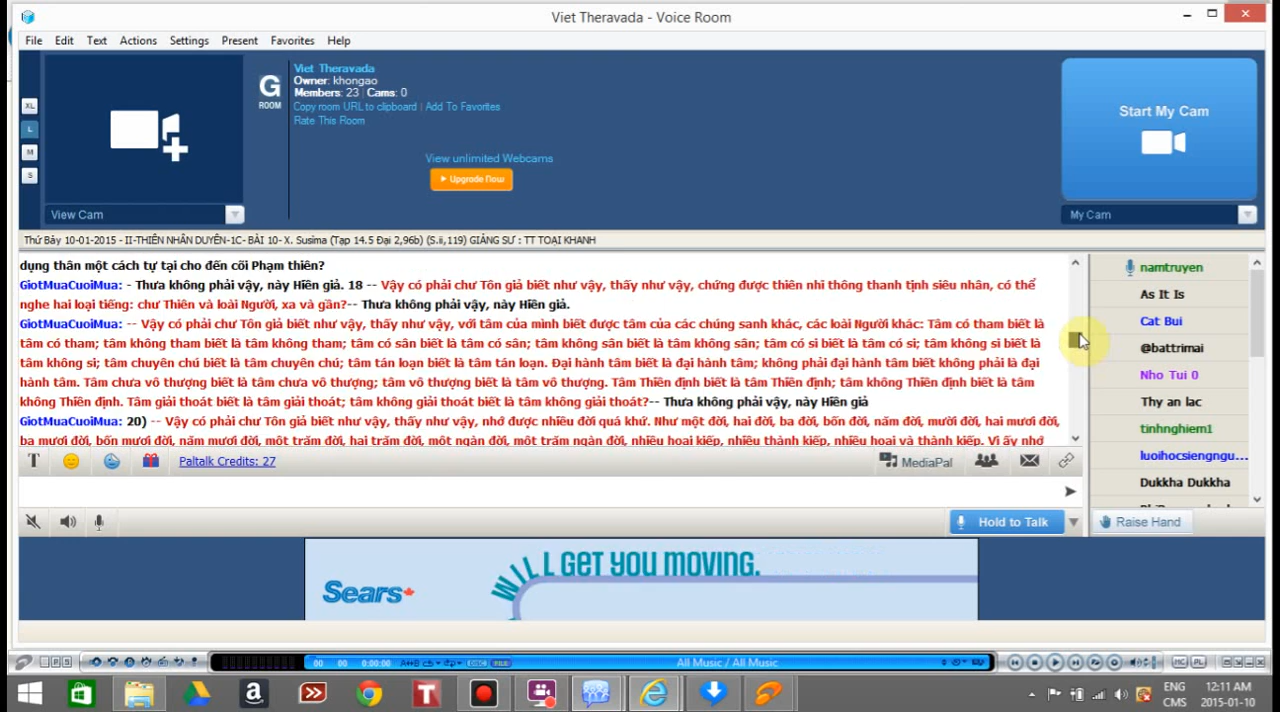 Viet Theravada - Voice Room
File Edit Text Actions Settings Present Favorites Help
Viet Theravada
G
ROOM
Owner: khongao
Members: 23 | Cams: 0
Copy room URL to clipboard | Add To Favorites
Rate This Room
XL
L
M
S
View unlimited Webcams
Upgrade Now
Start My Cam
View Cam
My Cam
Thứ Bảy 10-01-2015 - II-THIÊN NHÂN DUYÊN-1C- BÀI 10- X. Susima (Tạp 14.5 Đại 2,96b) (S.ii,119) GIẢNG SƯ : TT TOẠI KHANH
dụng thân một cách tự tại cho đến cõi Phạm thiên?
GiotMuaCuoiMua: - Thưa không phải vậy, này Hiền giả. 18 -- Vậy có phải chư Tôn giả biết như vậy, thấy như vậy, chứng được thiên nhĩ thông thanh tịnh siêu nhân, có thể
nghe hai loại tiếng: chư Thiên và loài Người, xa và gần?-- Thưa không phải vậy, này Hiền giả.
GiotMuaCuoiMua: -- Vậy có phải chư Tôn giả biết như vậy, thấy như vậy, với tâm của mình biết được tâm của các chúng sanh khác, các loài Người khác: Tâm có tham biết là
tâm có tham; tâm không tham biết là tâm không tham; tâm có sân biết là tâm có sân; tâm không sân biết là tâm không sân; tâm có si biết là tâm có si; tâm không si biết là
tâm không si; tâm chuyên chú biết là tâm chuyên chú; tâm tán loạn biết là tâm tán loạn. Đại hành tâm biết là đại hành tâm; không phải đại hành tâm biết không phải là đại
hành tâm. Tâm chưa vô thượng biết là tâm chưa vô thượng; tâm vô thượng biết là tâm vô thượng. Tâm Thiền định biết là tâm Thiền định; tâm không Thiền định biết là tâm
không Thiền định. Tâm giải thoát biết là tâm giải thoát; tâm không giải thoát biết là tâm không giải thoát?-- Thưa không phải vậy, này Hiền giả
GiotMuaCuoiMua: 20) -- Vậy có phải chư Tôn giả biết như vậy, thấy như vậy, nhớ được nhiều đời quá khứ. Như một đời, hai đời, ba đời, bốn đời, năm đời, mười đời, hai mươi đời,
ba mươi đời, bốn mươi đời, năm mươi đời, một trăm đời, hai trăm đời, một ngàn đời, một trăm ngàn đời, nhiều hoại kiếp, nhiều thành kiếp, nhiều hoại và thành kiếp. Vị ấy nhớ
namtruyen
As It Is
Cat Bui
@battrimai
Nho Tui 0
Thy an lac
tinhnghiem1
luoihocsiengngu...
Dukkha Dukkha
T
Paltalk Credits: 27
MediaPal
Hold to Talk
Raise Hand
WILL GET YOU MOVING.
Sears
00 00 0:00:00
All Music / All Music
ENG
CMS
12:11 AM
2015-01-10